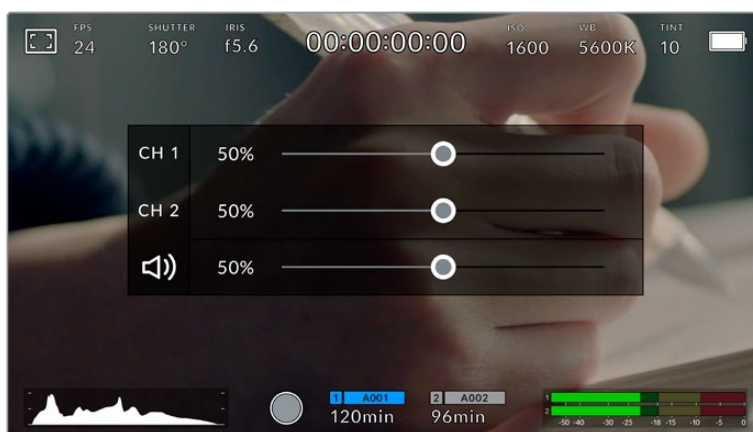 FPS SHUTTER IRIS ISO WB TINT
24 180° f5.6 00:00:00:00 1600 5600K 10
CH 1 50%
CH 2 50%
50%
1 A001 2 A002
120min 96min
1
2
-50 -40 -30 -25 -18 -15 -10 -5 0